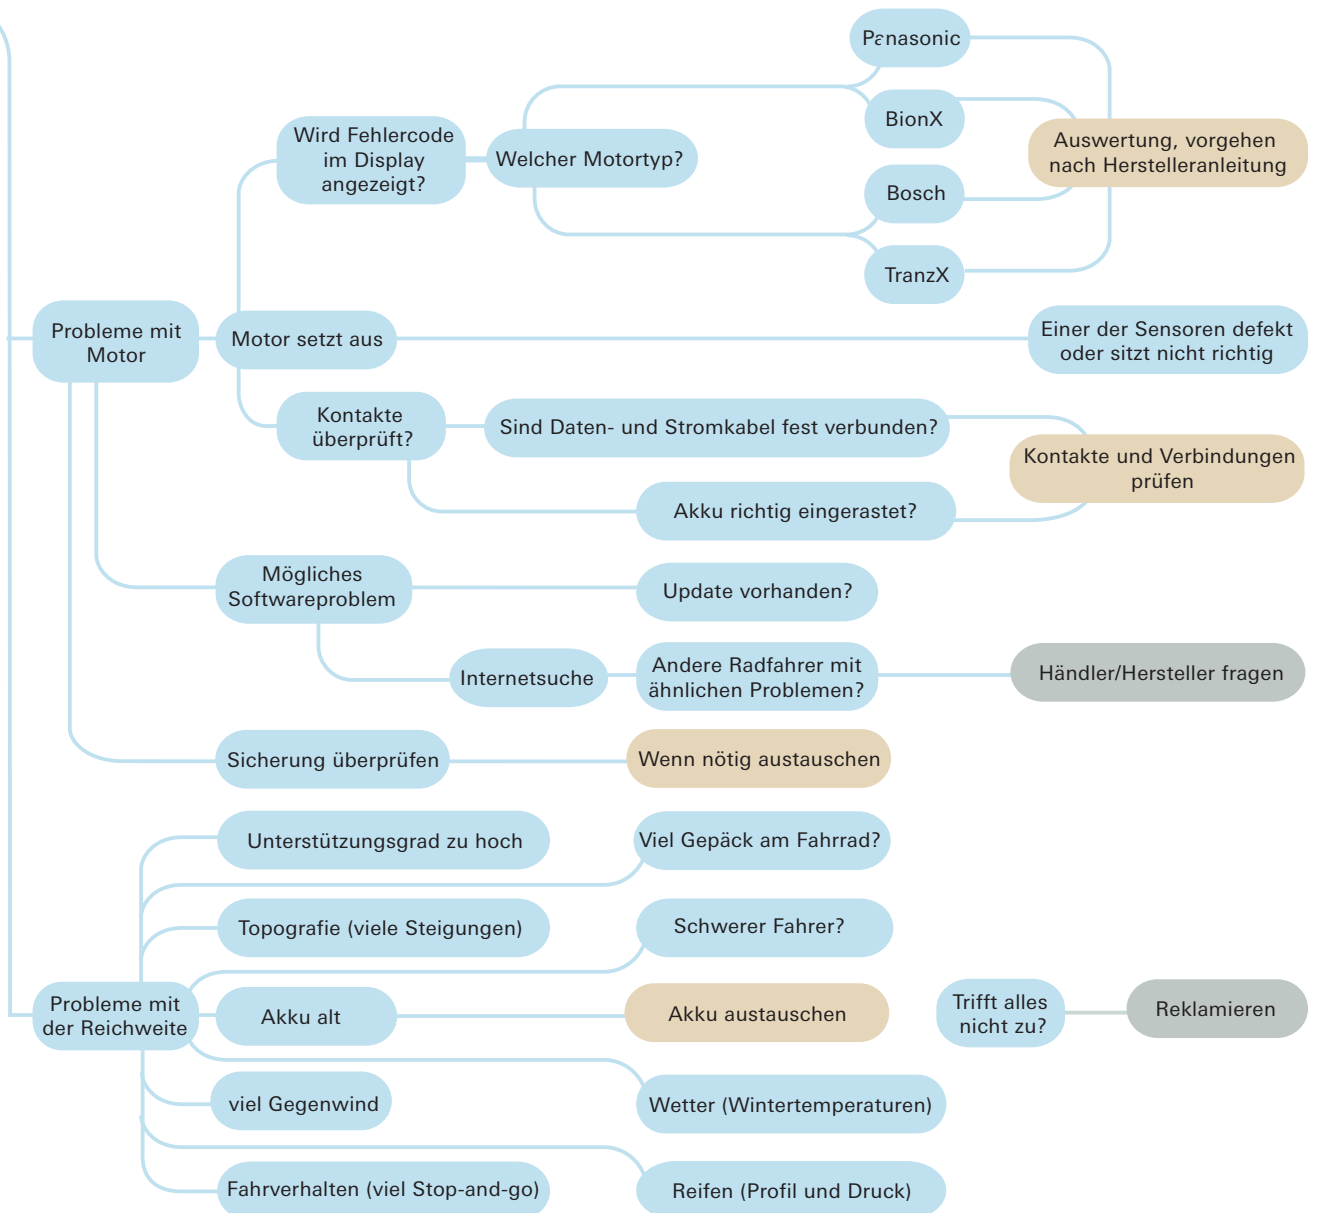 Panasonic
BionX
Wird Fehlercode
im Display
angezeigt?
Welcher Motortyp?
Auswertung, vorgehen
nach Herstelleranleitung
Bosch
TranzX
Probleme mit
Motor
Motor setzt aus
Einer der Sensoren defekt
oder sitzt nicht richtig
Kontakte
überprüft?
Sind Daten- und Stromkabel fest verbunden?
Kontakte und Verbindungen
prüfen
Akku richtig eingerastet?
Mögliches
Softwareproblem
Update vorhanden?
Internetsuche
Andere Radfahrer mit
ähnlichen Problemen?
Händler/Hersteller fragen
Sicherung überprüfen
Wenn nötig austauschen
Unterstützungsgrad zu hoch
Viel Gepäck am Fahrrad?
Topografie (viele Steigungen)
Schwerer Fahrer?
Probleme mit
der Reichweite
Akku alt
Akku austauschen
Trifft alles
nicht zu?
Reklamieren
viel Gegenwind
Wetter (Wintertemperaturen)
Fahrverhalten (viel Stop-and-go)
Reifen (Profil und Druck)